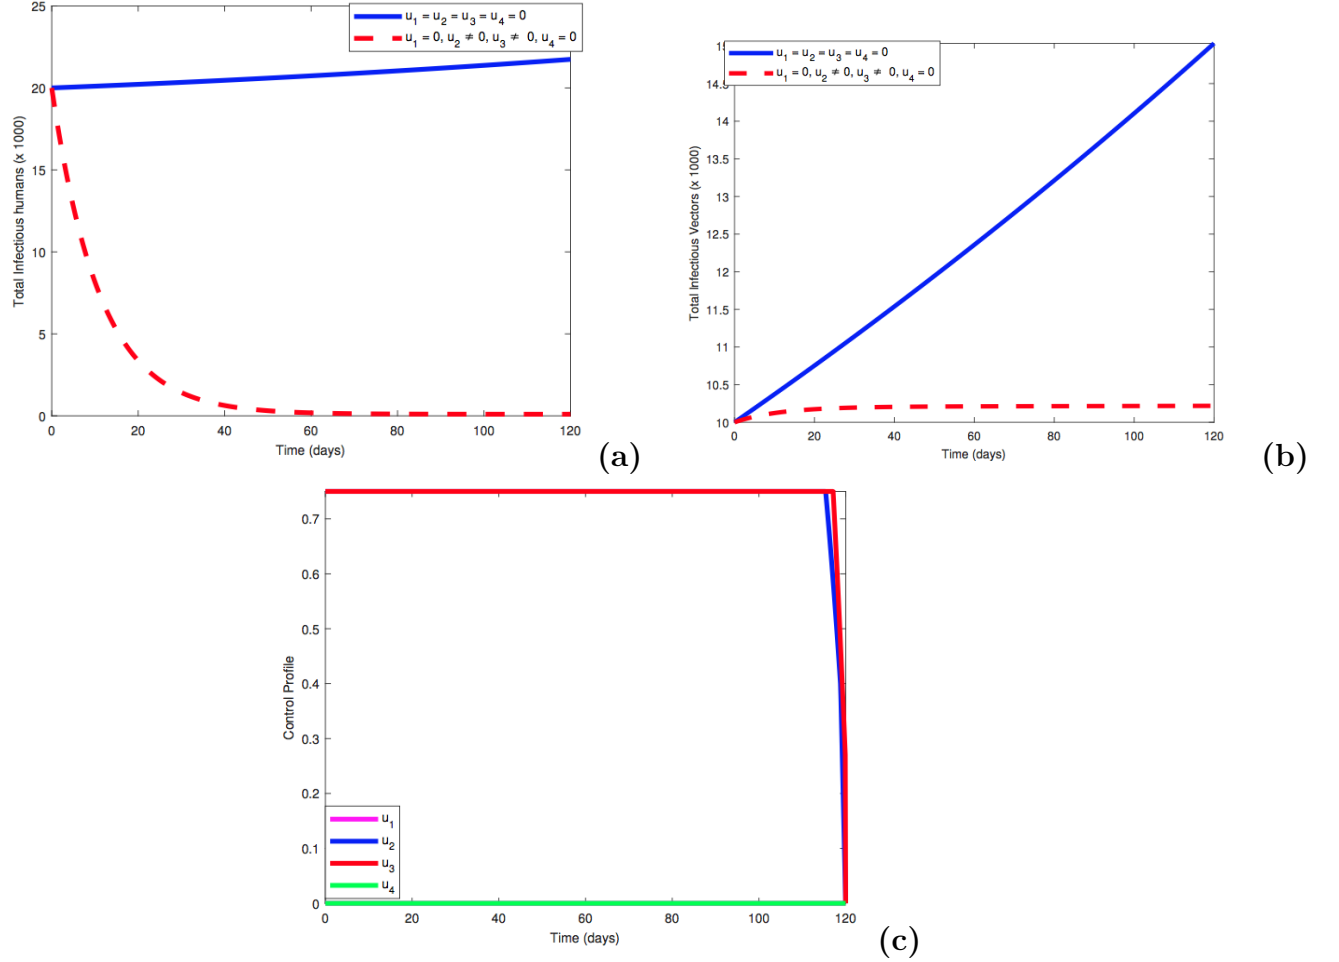 u₁ = u₂ = u₃ = u₄ = 0
u₁ = 0, u₂ ≠ 0, u₃ ≠ 0, u₄ = 0
25
20
15
10
5
0
Total Infectious humans (x 1000)
0 20 40 60 80 100 120
Time (days)
(a)
u₁ = u₂ = u₃ = u₄ = 0
u₁ = 0, u₂ ≠ 0, u₃ ≠ 0, u₄ = 0
14
13.5
13
12.5
12
11.5
11
10.5
10
Total Infectious Vectors (x 1000)
0 20 40 60 80 100 120
Time (days)
(b)
0.7
0.6
0.5
0.4
0.3
0.2
0.1
0
Control Profile
u₁
u₂
u₃
u₄
0 20 40 60 80 100 120
Time (days)
(c)